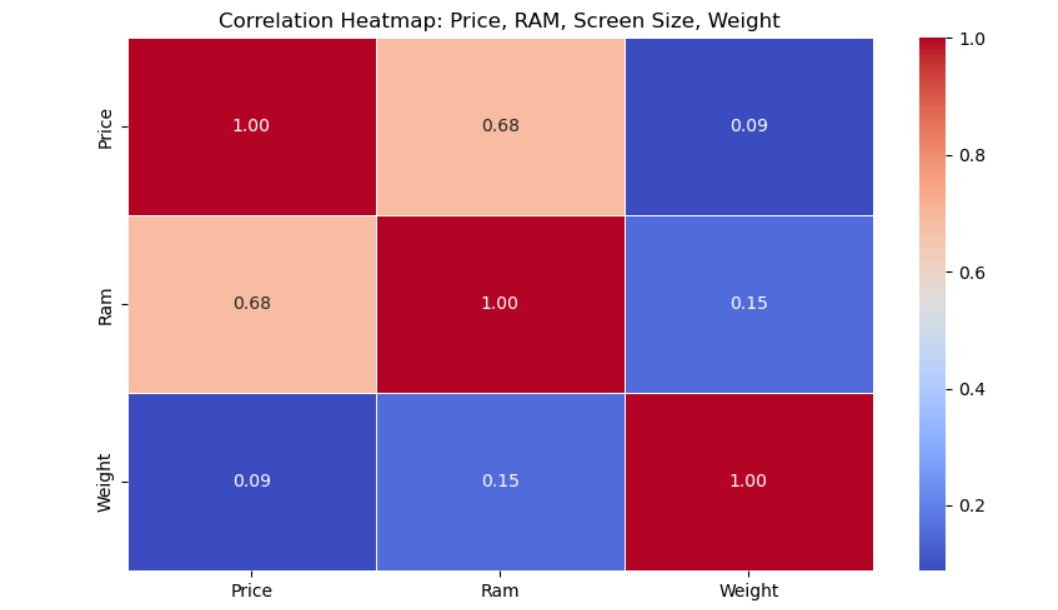 Correlation Heatmap: Price, RAM, Screen Size, Weight
1.0
Price
1.00 0.68 0.09
0.8
0.6
Ram
0.68 1.00 0.15
0.4
Weight
0.09 0.15 1.00
0.2
Price Ram Weight